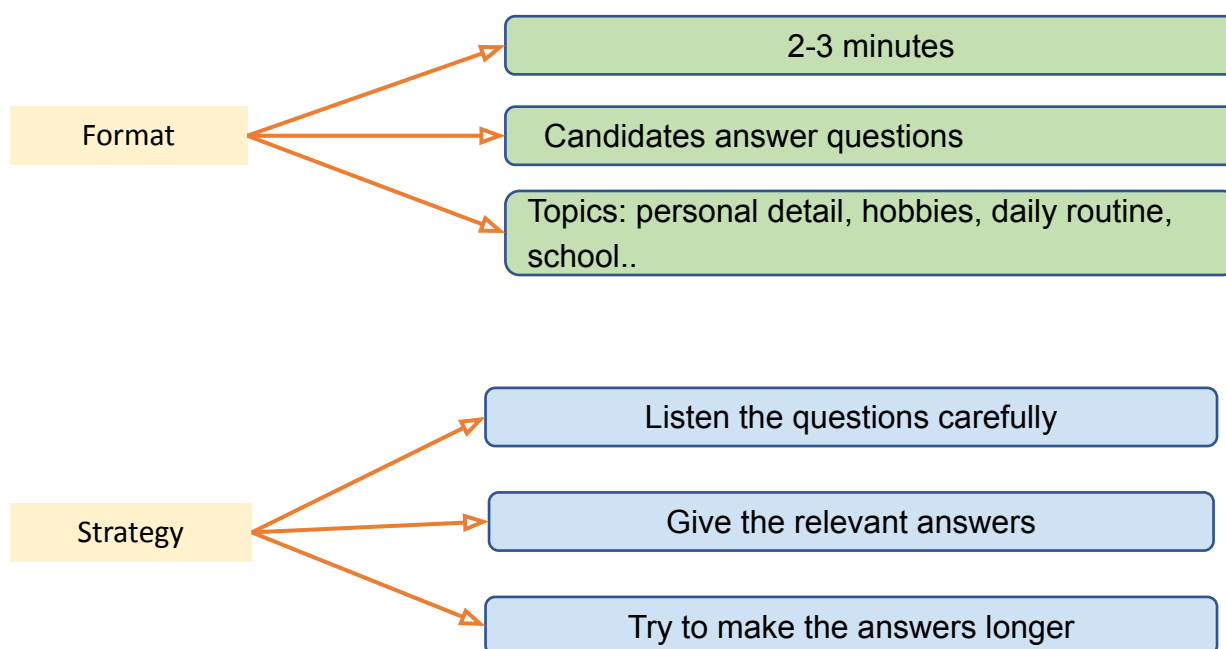 Format
2-3 minutes
Candidates answer questions
Topics: personal detail, hobbies, daily routine,
school..
Strategy
Listen the questions carefully
Give the relevant answers
Try to make the answers longer